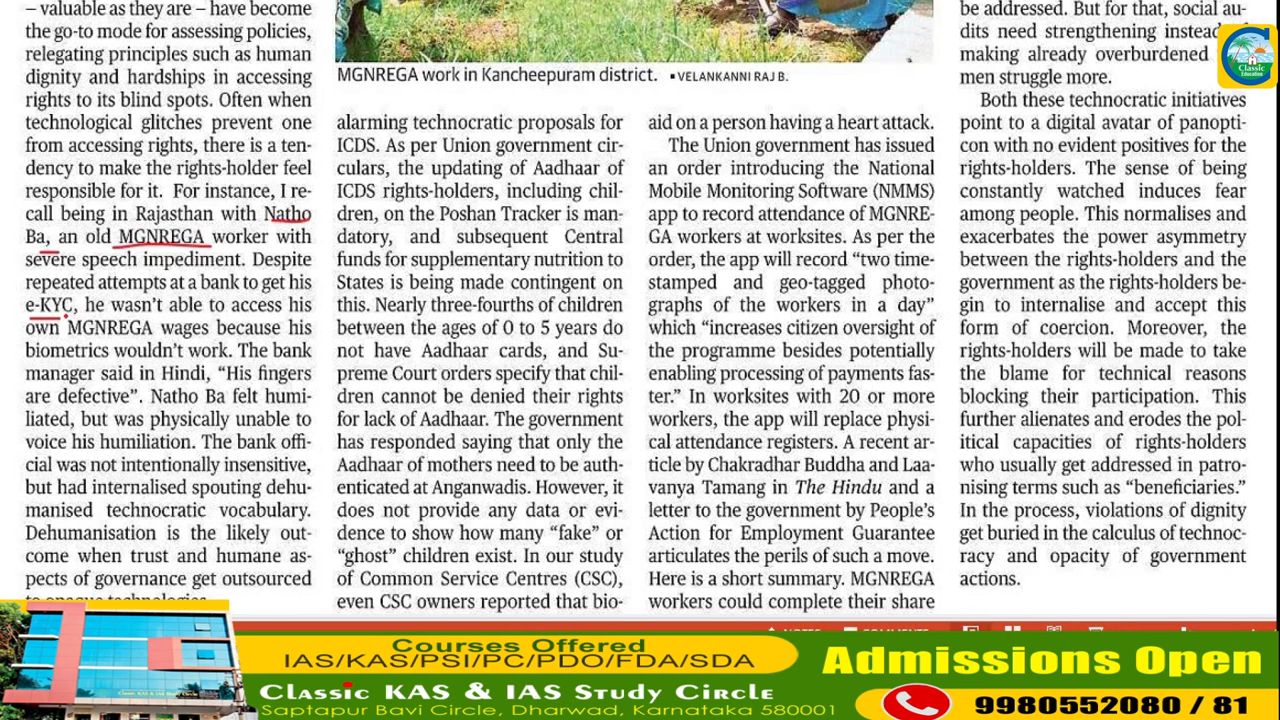 – valuable as they are – have become
the go-to mode for assessing policies,
relegating principles such as human
dignity and hardships in accessing
rights to its blind spots. Often when
technological glitches prevent one
from accessing rights, there is a ten-
dency to make the rights-holder feel
responsible for it. For instance, I re-
call being in Rajasthan with Natho
Ba, an old MGNREGA worker with
severe speech impediment. Despite
repeated attempts at a bank to get his
e-KYC, he wasn't able to access his
own MGNREGA wages because his
biometrics wouldn't work. The bank
manager said in Hindi, “His fingers
are defective”. Natho Ba felt humi-
liated, but was physically unable to
voice his humiliation. The bank offi-
cial was not intentionally insensitive,
but had internalised spouting dehu-
manised technocratic vocabulary.
Dehumanisation is the likely out-
come when trust and humane as-
pects of governance get outsourced
to opaque technologies.
MGNREGA work in Kancheepuram district. ▪ VELANKANNI RAJ B.
alarming technocratic proposals for
ICDS. As per Union government cir-
culars, the updating of Aadhaar of
ICDS rights-holders, including chil-
dren, on the Poshan Tracker is man-
datory, and subsequent Central
funds for supplementary nutrition to
States is being made contingent on
this. Nearly three-fourths of children
between the ages of 0 to 5 years do
not have Aadhaar cards, and Su-
preme Court orders specify that chil-
dren cannot be denied their rights
for lack of Aadhaar. The government
has responded saying that only the
Aadhaar of mothers need to be auth-
enticated at Anganwadis. However, it
does not provide any data or evi-
dence to show how many “fake” or
“ghost” children exist. In our study
of Common Service Centres (CSC),
even CSC owners reported that bio-
aid on a person having a heart attack.
The Union government has issued
an order introducing the National
Mobile Monitoring Software (NMMS)
app to record attendance of MGNRE-
GA workers at worksites. As per the
order, the app will record “two time-
stamped and geo-tagged photo-
graphs of the workers in a day”
which “increases citizen oversight of
the programme besides potentially
enabling processing of payments fas-
ter.” In worksites with 20 or more
workers, the app will replace physi-
cal attendance registers. A recent ar-
ticle by Chakradhar Buddha and Laa-
vanya Tamang in The Hindu and a
letter to the government by People's
Action for Employment Guarantee
articulates the perils of such a move.
Here is a short summary. MGNREGA
workers could complete their share
be addressed. But for that, social au-
dits need strengthening instead
making already overburdened
men struggle more.
Both these technocratic initiatives
point to a digital avatar of panopti-
con with no evident positives for the
rights-holders. The sense of being
constantly watched induces fear
among people. This normalises and
exacerbates the power asymmetry
between the rights-holders and the
government as the rights-holders be-
gin to internalise and accept this
form of coercion. Moreover, the
rights-holders will be made to take
the blame for technical reasons
blocking their participation. This
further alienates and erodes the pol-
itical capacities of rights-holders
who usually get addressed in patro-
nising terms such as “beneficiaries.”
In the process, violations of dignity
get buried in the calculus of technoc-
racy and opacity of government
actions.
Classic
Education
Courses Offered
IAS/KAS/PSI/PC/PDO/FDA/SDA
Classic KAS & IAS Study Circle
Saptapur Bavi Circle, Dharwad, Karnataka 580001
Admissions Open
9980552080 / 81